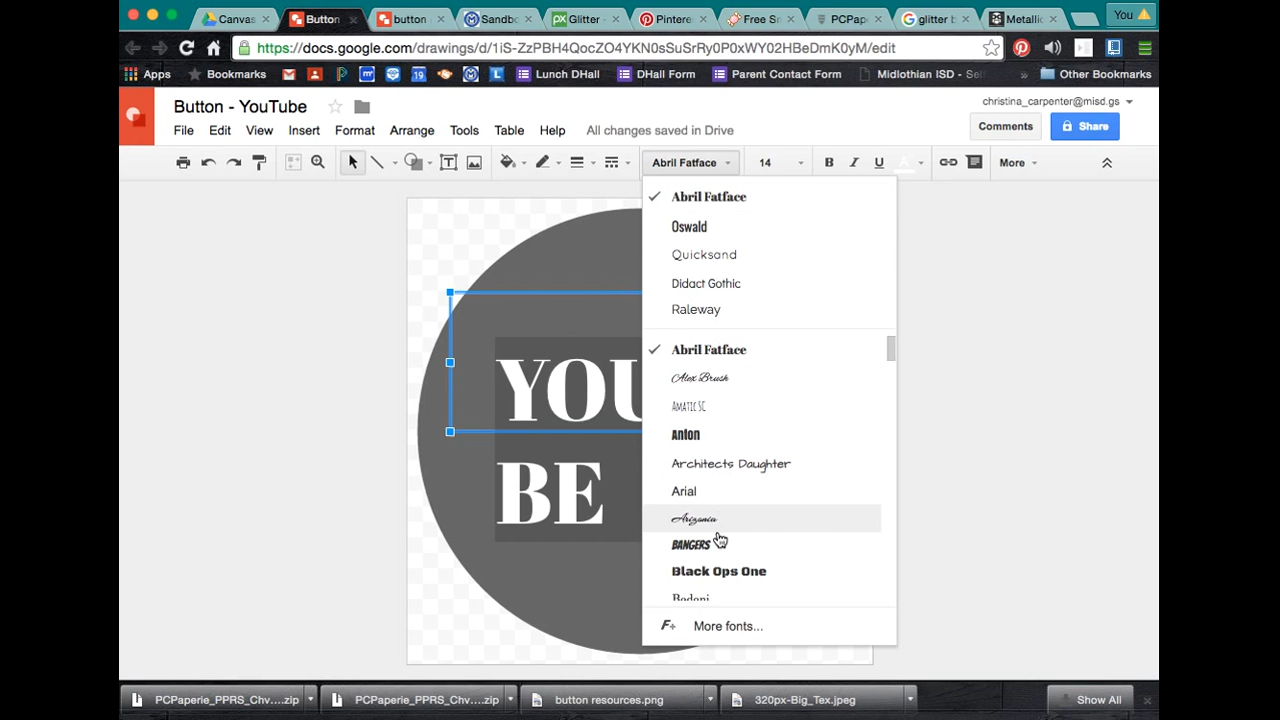 Canvas
Button
button
Sandb
Glitter -
Pintere
Free Sr
PCPap
glitter b
Metallic
You
https://docs.google.com/drawings/d/1iS-ZzPBH4QocZO4YKN0sSuSrRy0P0xWY02HBeDmK0yM/edit
Apps
Bookmarks
19
Lunch DHall
DHall Form
Parent Contact Form
Midlothian ISD - Se
»
Other Bookmarks
Button - YouTube
christina_carpenter@misd.gs
File Edit View Insert Format Arrange Tools Table Help All changes saved in Drive
Comments
Share
Abril Fatface
14
B I U A
More
Abril Fatface
Oswald
Quicksand
Didact Gothic
Raleway
Abril Fatface
Alex Brush
Amatic SC
Anton
Architects Daughter
Arial
Arizonia
BANGERS
Black Ops One
Bodoni
More fonts...
YOU
BE
PCPaperie_PPRS_Chv....zip
PCPaperie_PPRS_Chv....zip
button resources.png
320px-Big_Tex.jpeg
Show All